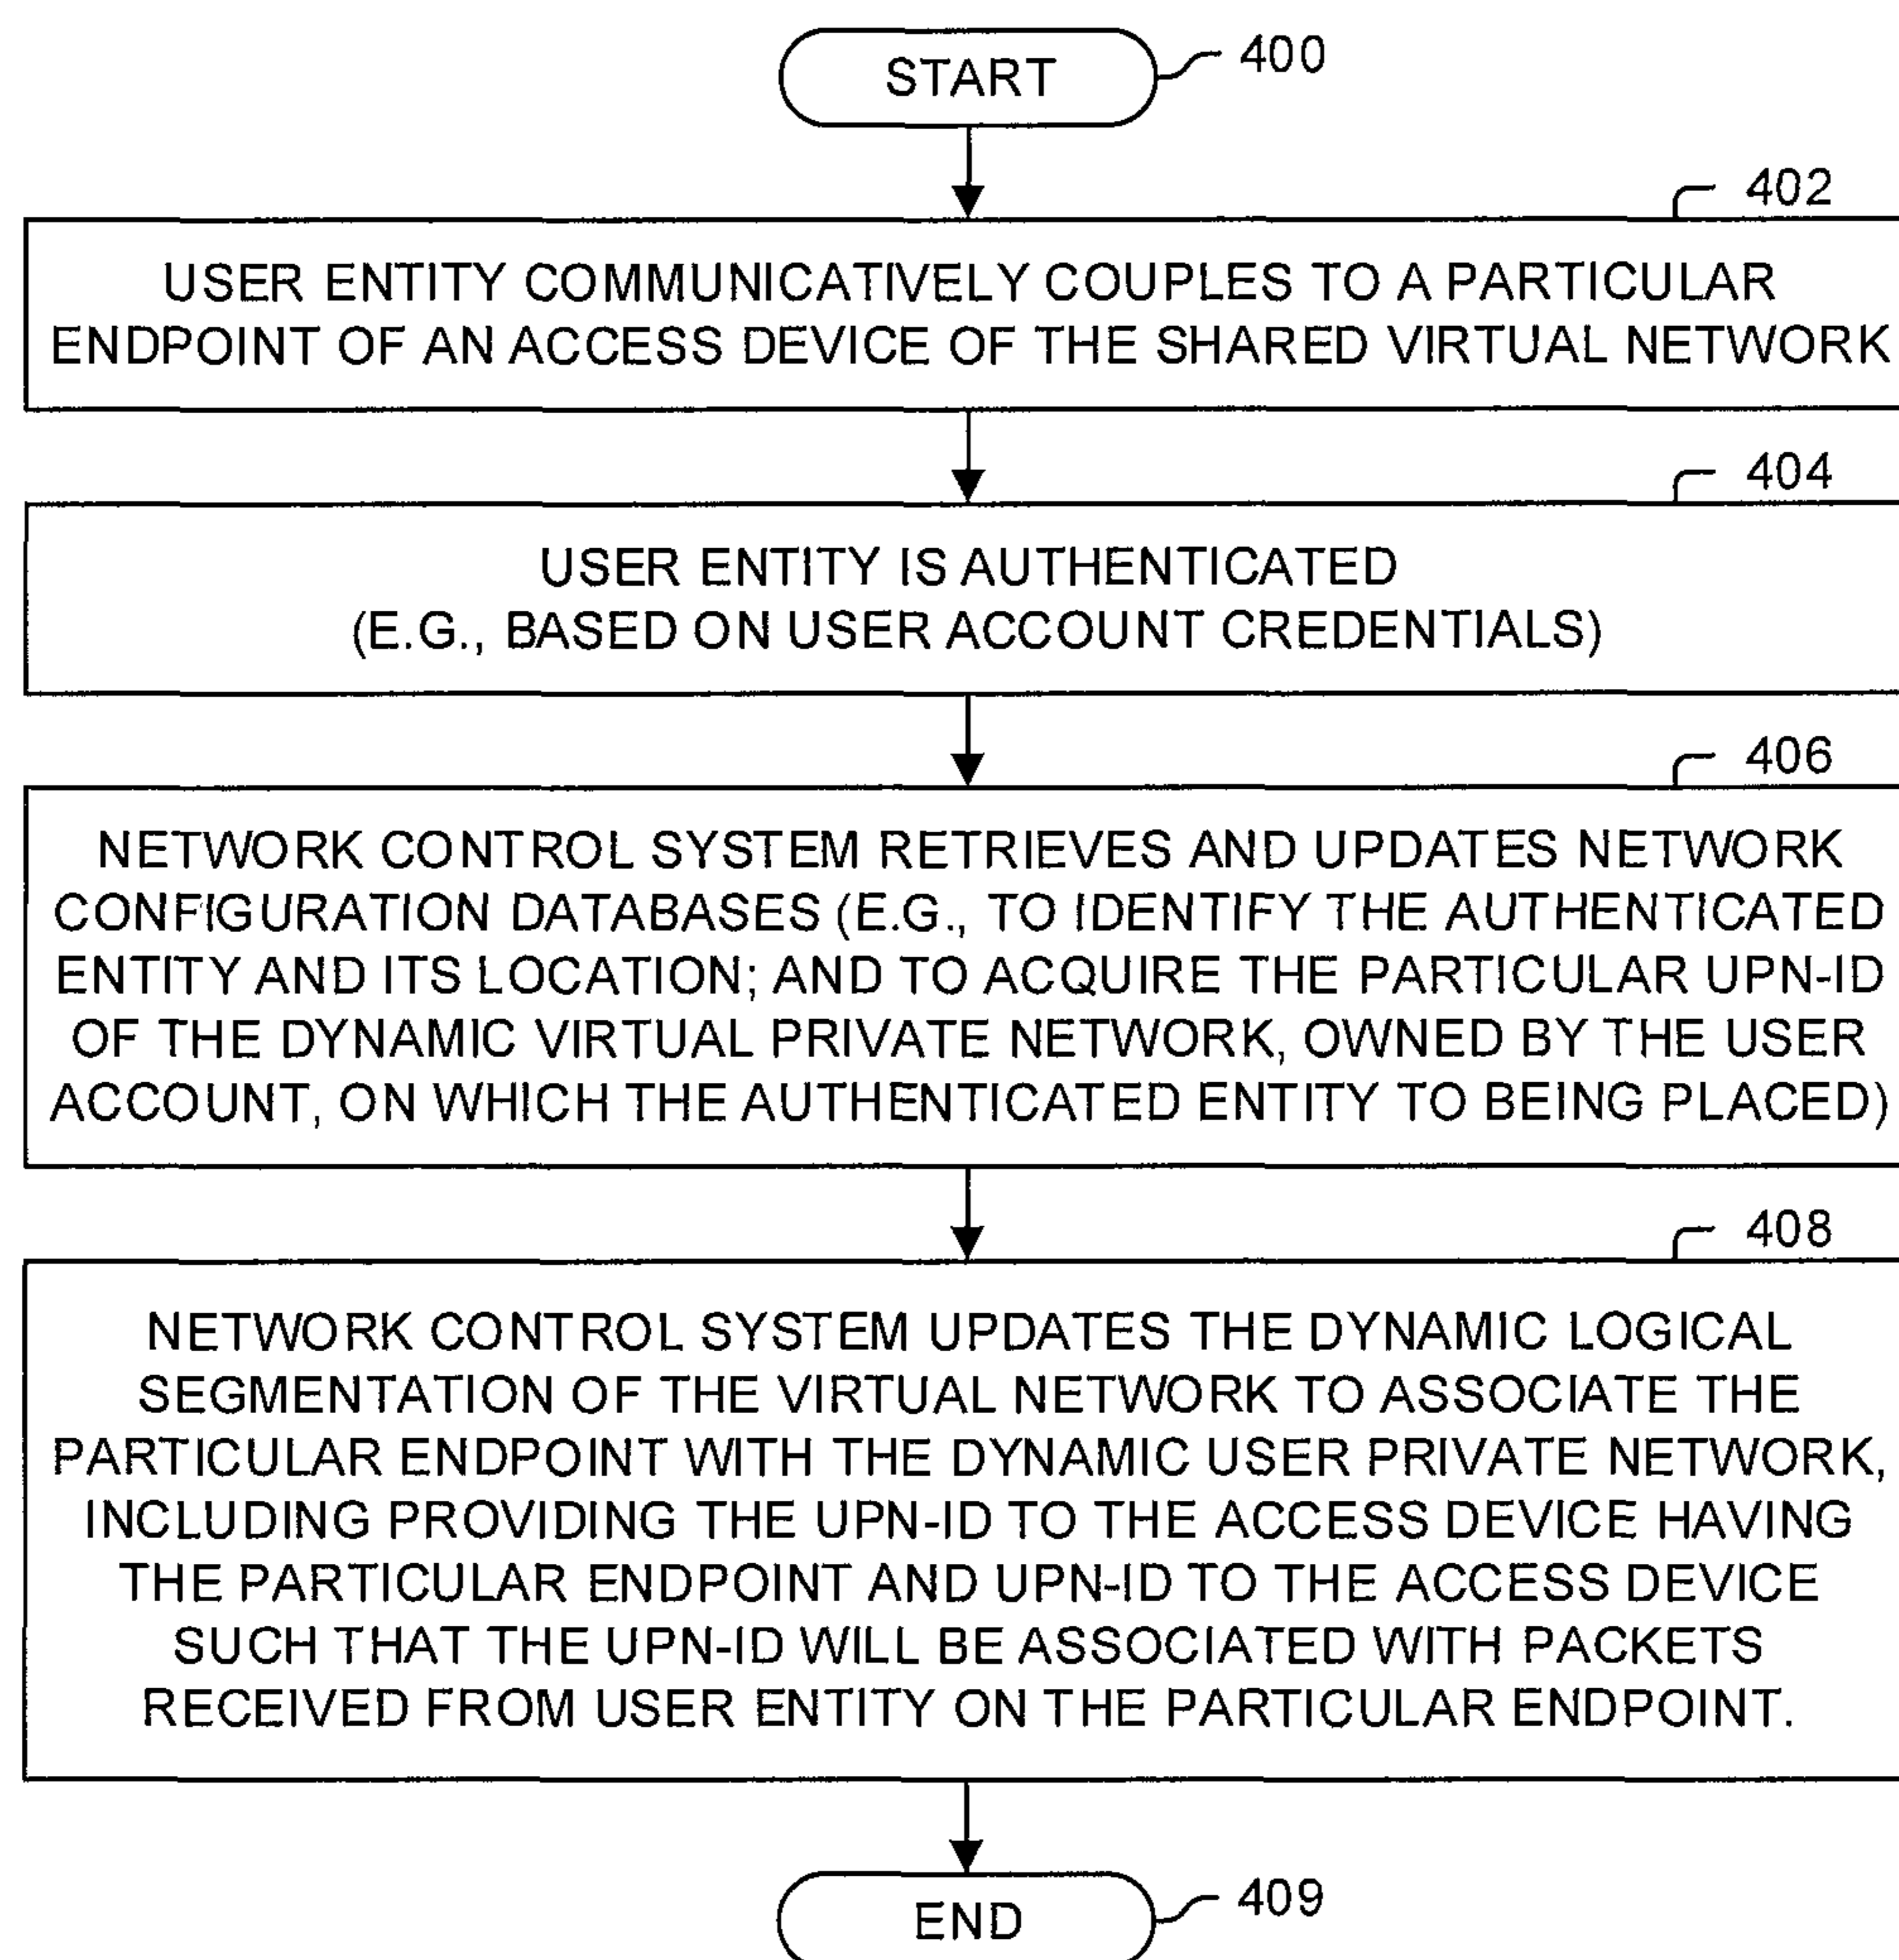 START
400
402
USER ENTITY COMMUNICATIVELY COUPLES TO A PARTICULAR
ENDPOINT OF AN ACCESS DEVICE OF THE SHARED VIRTUAL NETWORK
404
USER ENTITY IS AUTHENTICATED
(E.G., BASED ON USER ACCOUNT CREDENTIALS)
406
NETWORK CONTROL SYSTEM RETRIEVES AND UPDATES NETWORK
CONFIGURATION DATABASES (E.G., TO IDENTIFY THE AUTHENTICATED
ENTITY AND ITS LOCATION; AND TO ACQUIRE THE PARTICULAR UPN-ID
OF THE DYNAMIC VIRTUAL PRIVATE NETWORK, OWNED BY THE USER
ACCOUNT, ON WHICH THE AUTHENTICATED ENTITY TO BEING PLACED)
408
NETWORK CONTROL SYSTEM UPDATES THE DYNAMIC LOGICAL
SEGMENTATION OF THE VIRTUAL NETWORK TO ASSOCIATE THE
PARTICULAR ENDPOINT WITH THE DYNAMIC USER PRIVATE NETWORK,
INCLUDING PROVIDING THE UPN-ID TO THE ACCESS DEVICE HAVING
THE PARTICULAR ENDPOINT AND UPN-ID TO THE ACCESS DEVICE
SUCH THAT THE UPN-ID WILL BE ASSOCIATED WITH PACKETS
RECEIVED FROM USER ENTITY ON THE PARTICULAR ENDPOINT.
END
409